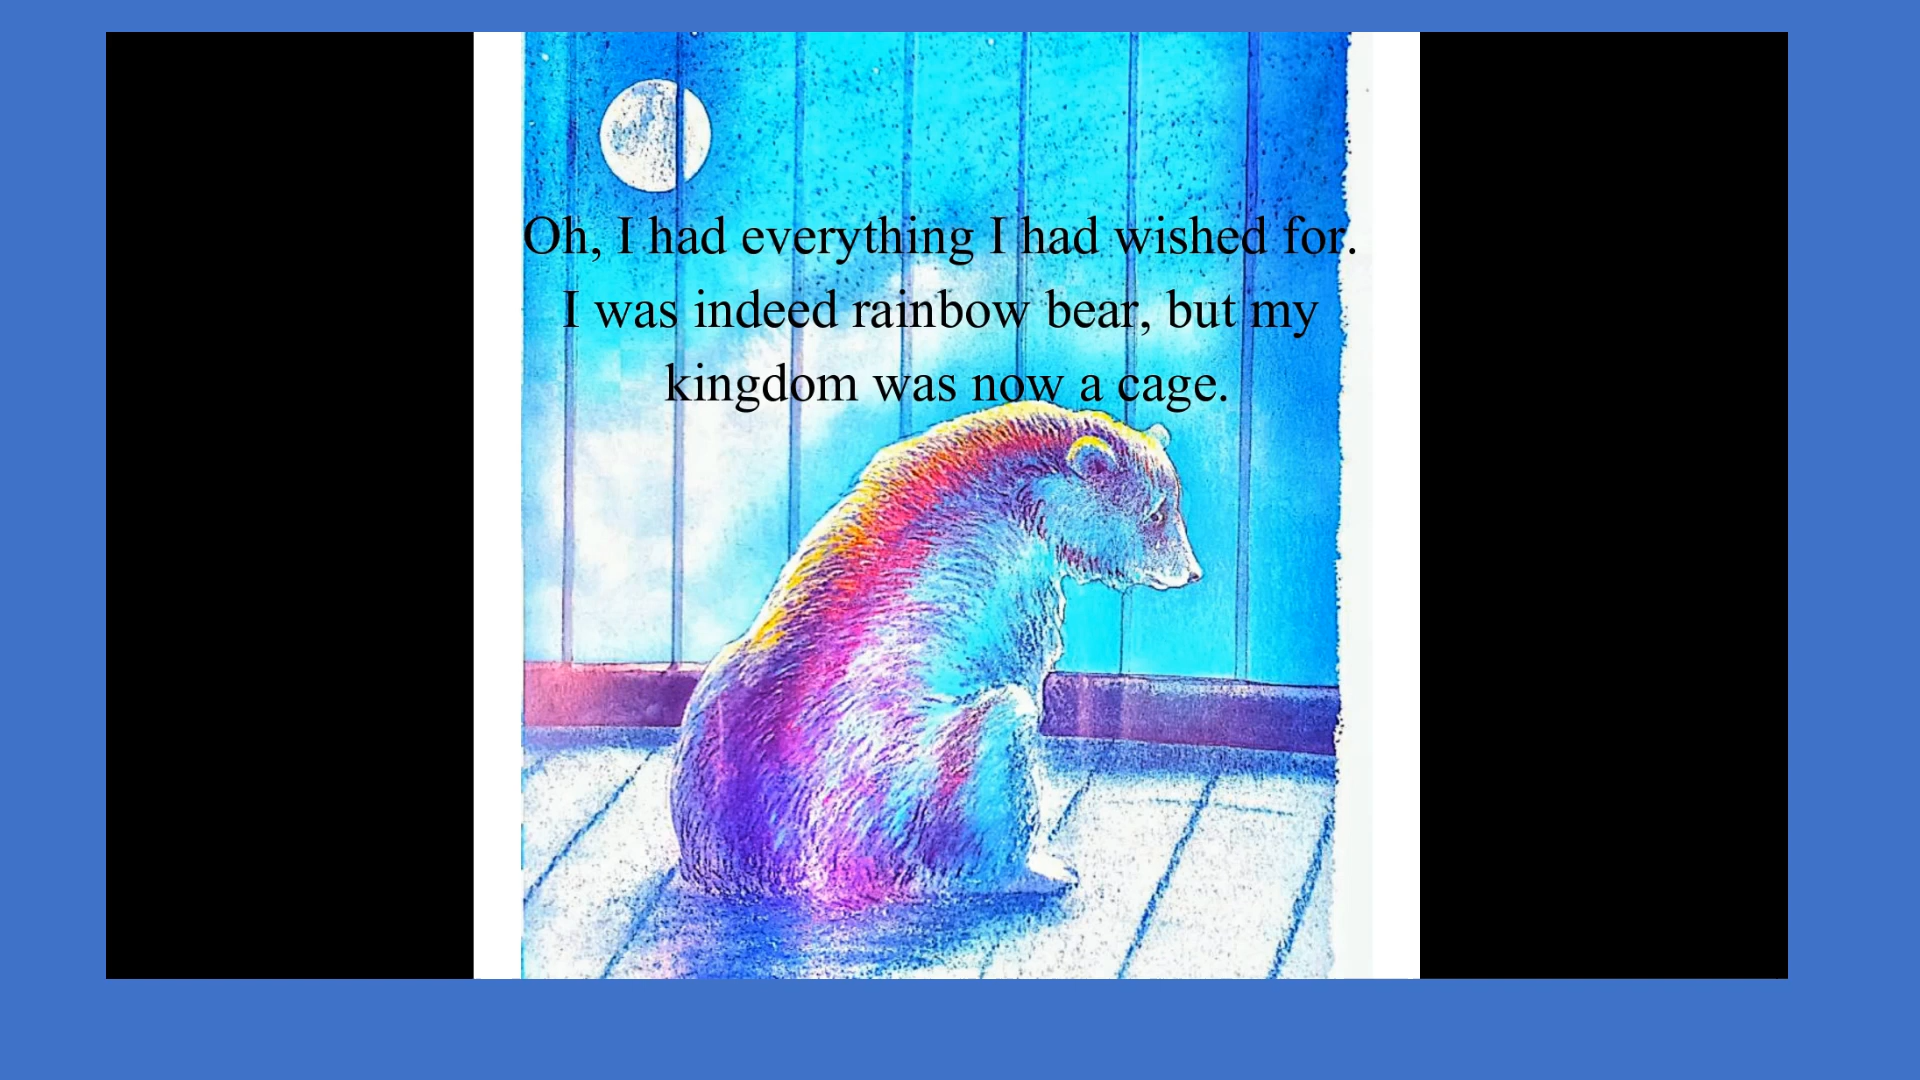 Oh, I had everything I had wished for.
I was indeed rainbow bear, but my
kingdom was now a cage.